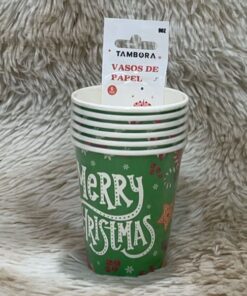 TAMBORA
VASOS DE
PAPEL
MERRY
CHRISTMAS